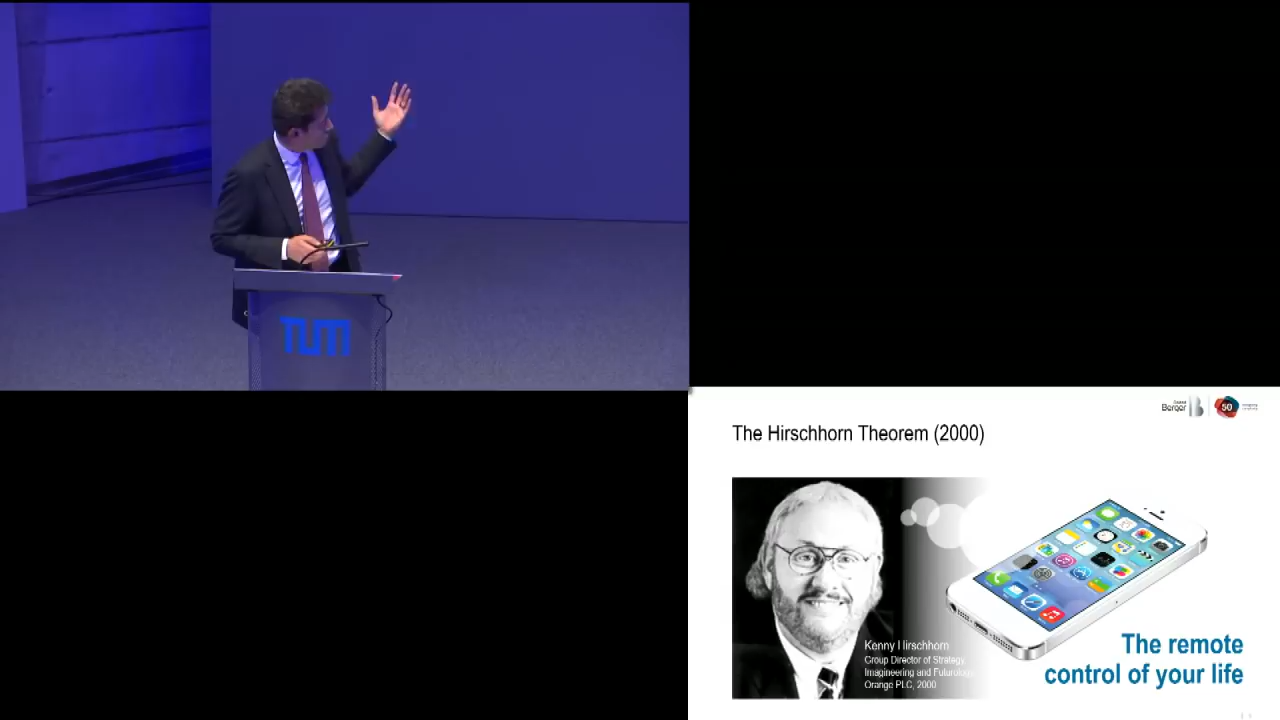 TUM
Berger
50
The Hirschhorn Theorem (2000)
Kenny Hirschhorn
Group Director of Strategy,
Imagineering and Futurology
Orange PLC, 2000
The remote
control of your life